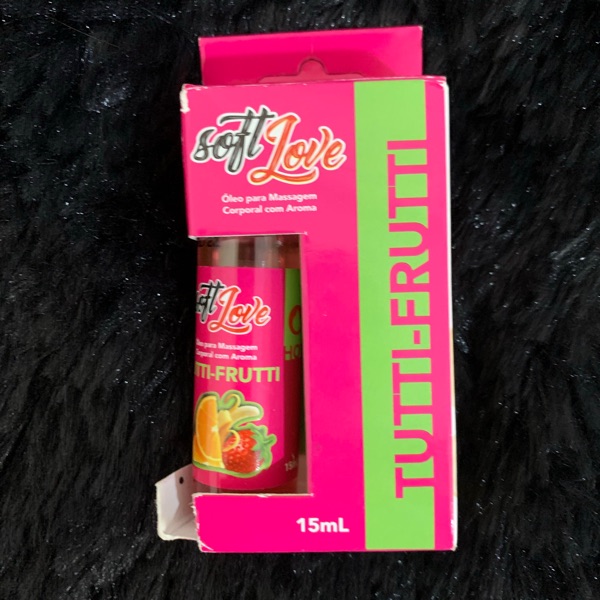 soft Love
Óleo para Massagem
Corporal com Aroma
TUTTI-FRUTTI
Love
Óleo para Massagem
Corporal com Aroma
TTI-FRUTTI
15mL